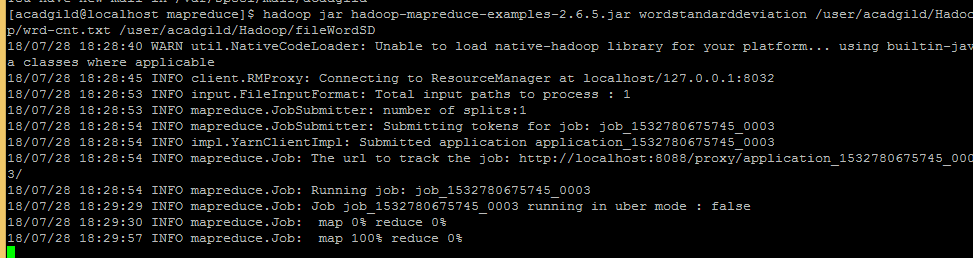 [acadgild@localhost mapreduce]$ hadoop jar hadoop-mapreduce-examples-2.6.5.jar wordstandarddeviation /user/acadgild/Hadoo
p/wrd-cnt.txt /user/acadgild/Hadoop/fileWordSD
18/07/28 18:28:40 WARN util.NativeCodeLoader: Unable to load native-hadoop library for your platform... using builtin-jav
a classes where applicable
18/07/28 18:28:45 INFO client.RMProxy: Connecting to ResourceManager at localhost/127.0.0.1:8032
18/07/28 18:28:53 INFO input.FileInputFormat: Total input paths to process : 1
18/07/28 18:28:53 INFO mapreduce.JobSubmitter: number of splits:1
18/07/28 18:28:54 INFO mapreduce.JobSubmitter: Submitting tokens for job: job_1532780675745_0003
18/07/28 18:28:54 INFO impl.YarnClientImpl: Submitted application application_1532780675745_0003
18/07/28 18:28:54 INFO mapreduce.Job: The url to track the job: http://localhost:8088/proxy/application_1532780675745_000
3/
18/07/28 18:28:54 INFO mapreduce.Job: Running job: job_1532780675745_0003
18/07/28 18:29:29 INFO mapreduce.Job: Job job_1532780675745_0003 running in uber mode : false
18/07/28 18:29:30 INFO mapreduce.Job:  map 0% reduce 0%
18/07/28 18:29:57 INFO mapreduce.Job:  map 100% reduce 0%